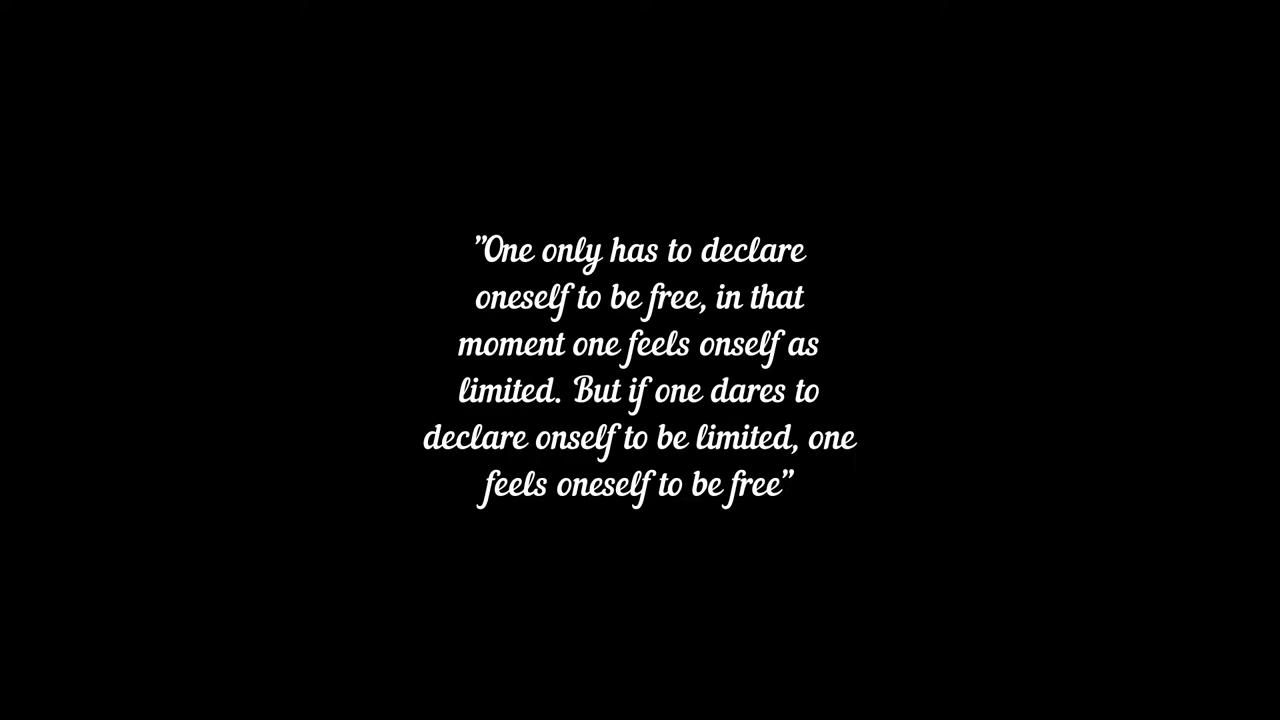 ”One only has to declare
oneself to be free, in that
moment one feels onself as
limited. But if one dares to
declare onself to be limited, one
feels oneself to be free”